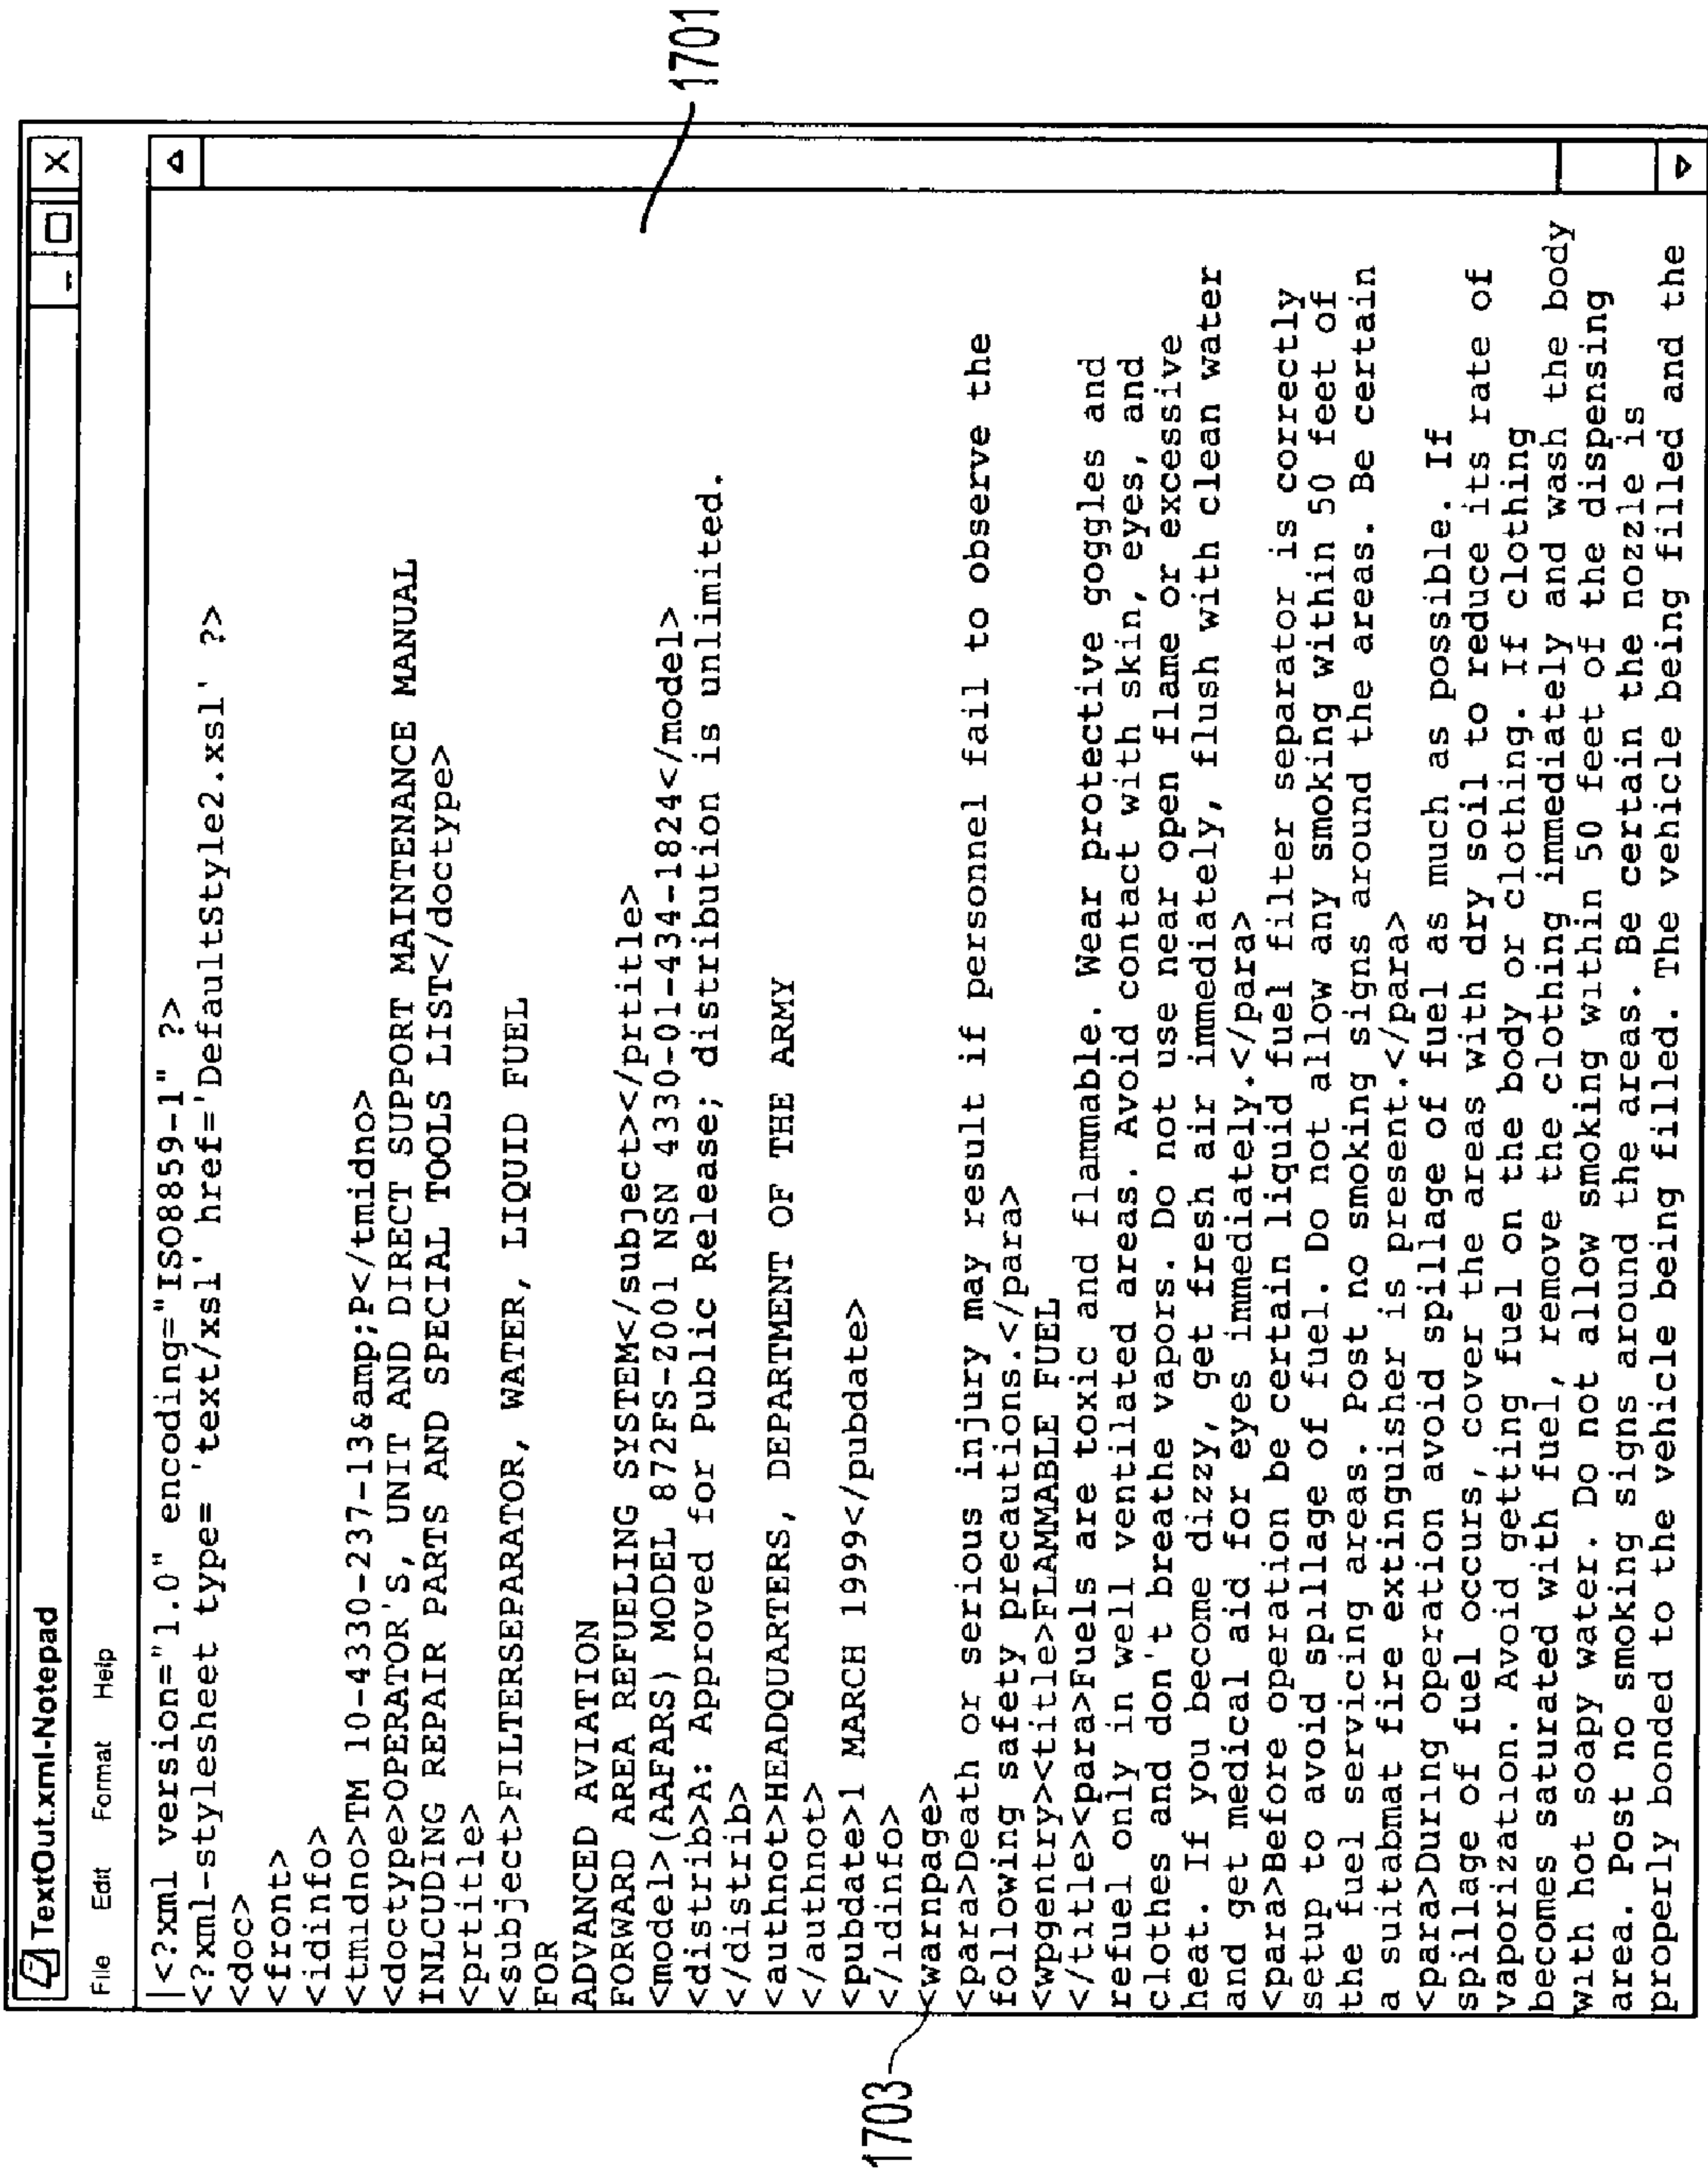 TextOut.xml-Notepad
File Edit Format Help
<?xml version="1.0" encoding="ISO8859-1" ?>
<?xml-stylesheet type= 'text/xsl' href='DefaultStyle2.xsl' ?>
<doc>
<front>
<idinfo>
<tmidno>TM 10-4330-237-13&amp;P</tmidno>
<doctype>OPERATOR'S, UNIT AND DIRECT SUPPORT MAINTENANCE MANUAL
INLCUDING REPAIR PARTS AND SPECIAL TOOLS LIST</doctype>
<prtitle>
<subject>FILTERSEPARATOR, WATER, LIQUID FUEL
FOR
ADVANCED AVIATION
FORWARD AREA REFUELING SYSTEM</subject></prtitle>
<model>(AAFARS) MODEL 872FS-Z001 NSN 4330-01-434-1824</model>
<distrib>A: Approved for Public Release; distribution is unlimited.
</distrib>
<authnot>HEADQUARTERS, DEPARTMENT OF THE ARMY
</authnot>
<pubdate>1 MARCH 1999</pubdate>
</idinfo>
<warnpage>
<para>Death or serious injury may result if personnel fail to observe the
following safety precautions.</para>
<wpgentry><title>FLAMMABLE FUEL
</title><para>Fuels are toxic and flammable. Wear protective goggles and
refuel only in well ventilated areas. Avoid contact with skin, eyes, and
clothes and don't breathe vapors. Do not use near open flame or excessive
heat. If you become dizzy, get fresh air immediately, flush with clean water
and get medical aid for eyes immediately.</para>
<para>Before operation be certain liquid fuel filter separator is correctly
setup to avoid spillage of fuel. Do not allow any smoking within 50 feet of
the fuel servicing areas. Post no smoking signs around the areas. Be certain
a suitabmat fire extinguisher is present.</para>
<para>During operation avoid spillage of fuel as much as possible. If
spillage of fuel occurs, cover the areas with dry soil to reduce its rate of
vaporization. Avoid getting fuel on the body or clothing. If clothing
becomes saturated with fuel, remove the clothing immediately and wash the body
with hot soapy water. Do not allow smoking within 50 feet of the dispensing
area. Post no smoking signs around the areas. Be certain the nozzle is
properly bonded to the vehicle being filled. The vehicle being filled and the
1701
1703